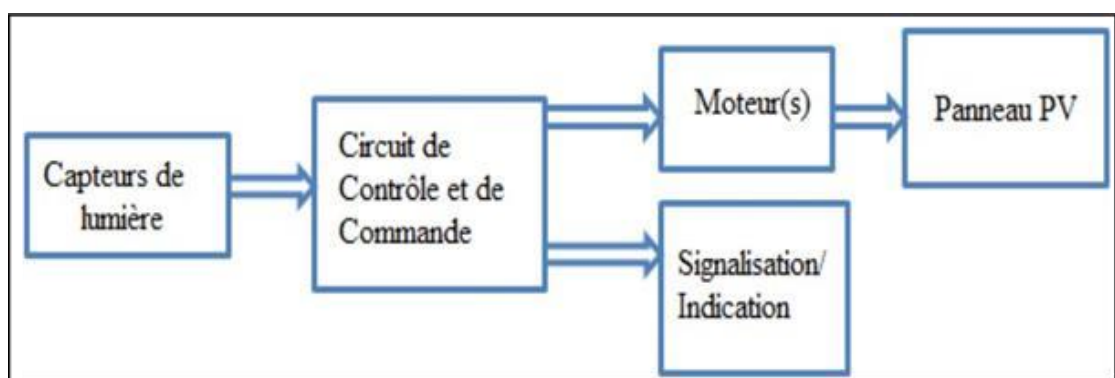 Capteurs de
lumière
Circuit de
Contrôle et de
Commande
Moteur(s)
Panneau PV
Signalisation/
Indication